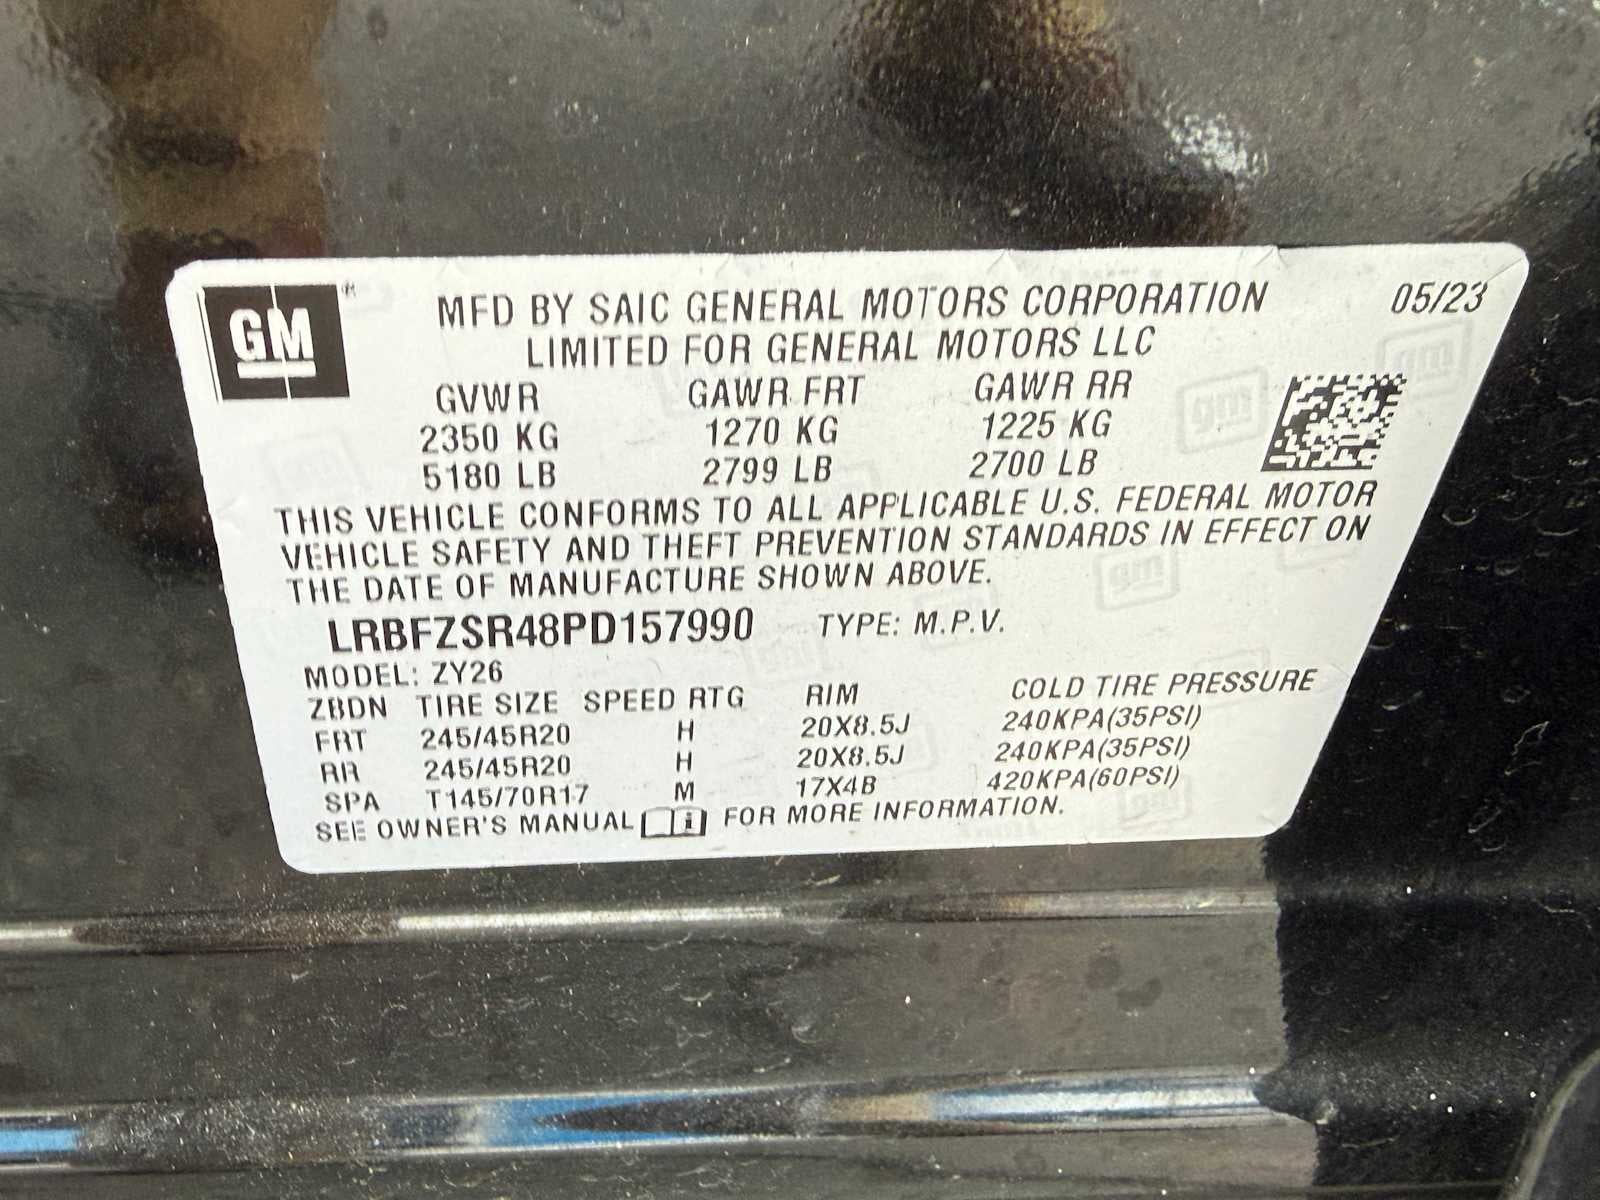 GM®
MFD BY SAIC GENERAL MOTORS CORPORATION 05/23
LIMITED FOR GENERAL MOTORS LLC
GVWR GAWR FRT GAWR RR
2350 KG 1270 KG 1225 KG
5180 LB 2799 LB 2700 LB
THIS VEHICLE CONFORMS TO ALL APPLICABLE U.S. FEDERAL MOTOR
VEHICLE SAFETY AND THEFT PREVENTION STANDARDS IN EFFECT ON
THE DATE OF MANUFACTURE SHOWN ABOVE.
LRBFZSR48PD157990 TYPE: M.P.V.
MODEL: ZY26
ZBDN TIRE SIZE SPEED RTG RIM COLD TIRE PRESSURE
FRT 245/45R20 H 20X8.5J 240KPA(35PSI)
RR 245/45R20 H 20X8.5J 240KPA(35PSI)
SPA T145/70R17 M 17X4B 420KPA(60PSI)
SEE OWNER'S MANUAL i FOR MORE INFORMATION.